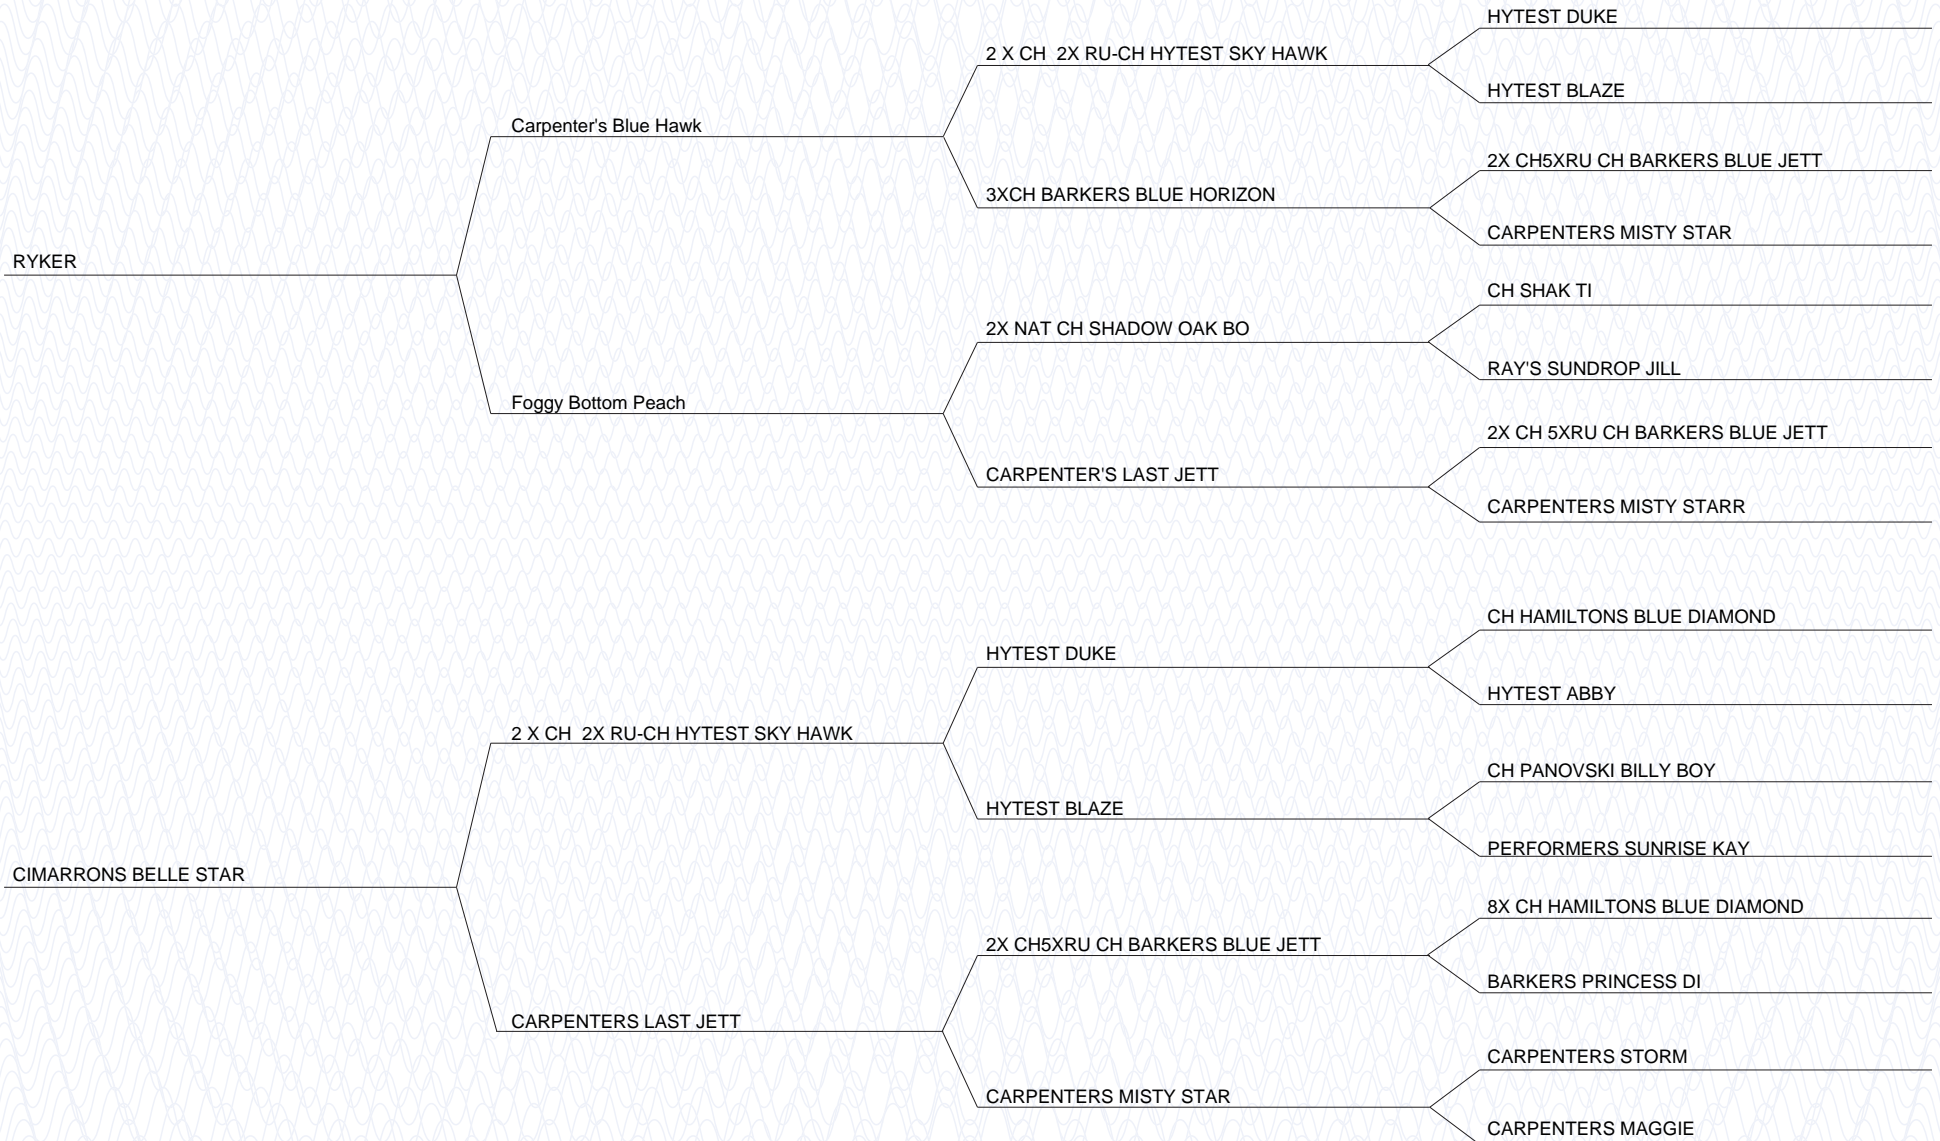 HYTEST DUKE
2 X CH  2X RU-CH HYTEST SKY HAWK
HYTEST BLAZE
Carpenter's Blue Hawk
2X CH5XRU CH BARKERS BLUE JETT
3XCH BARKERS BLUE HORIZON
CARPENTERS MISTY STAR
RYKER
CH SHAK TI
2X NAT CH SHADOW OAK BO
RAY'S SUNDROP JILL
Foggy Bottom Peach
2X CH 5XRU CH BARKERS BLUE JETT
CARPENTER'S LAST JETT
CARPENTERS MISTY STARR
CH HAMILTONS BLUE DIAMOND
HYTEST DUKE
HYTEST ABBY
2 X CH  2X RU-CH HYTEST SKY HAWK
CH PANOVSKI BILLY BOY
HYTEST BLAZE
PERFORMERS SUNRISE KAY
CIMARRONS BELLE STAR
8X CH HAMILTONS BLUE DIAMOND
2X CH5XRU CH BARKERS BLUE JETT
BARKERS PRINCESS DI
CARPENTERS LAST JETT
CARPENTERS STORM
CARPENTERS MISTY STAR
CARPENTERS MAGGIE